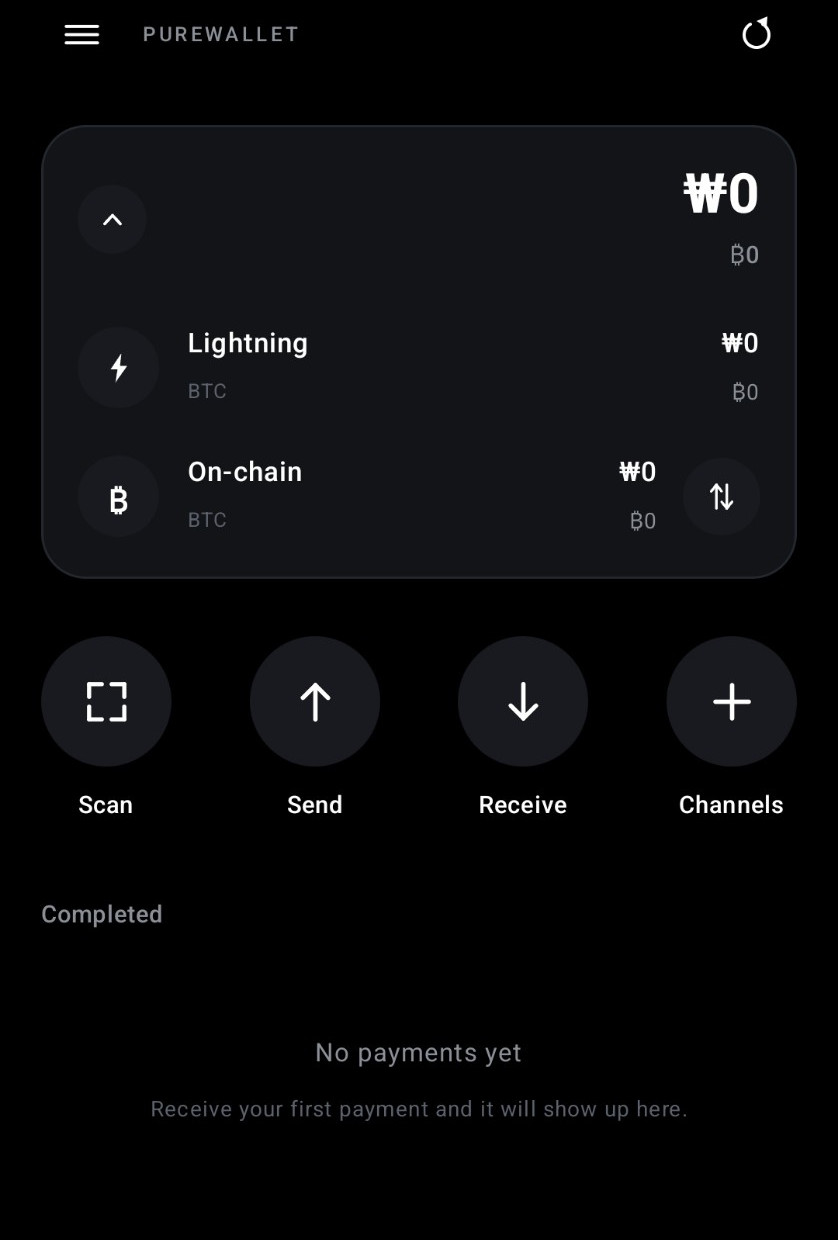 PUREWALLET
₩0
₿0
Lightning
₩0
BTC
₿0
On-chain
₩0
BTC
₿0
Scan
Send
Receive
Channels
Completed
No payments yet
Receive your first payment and it will show up here.